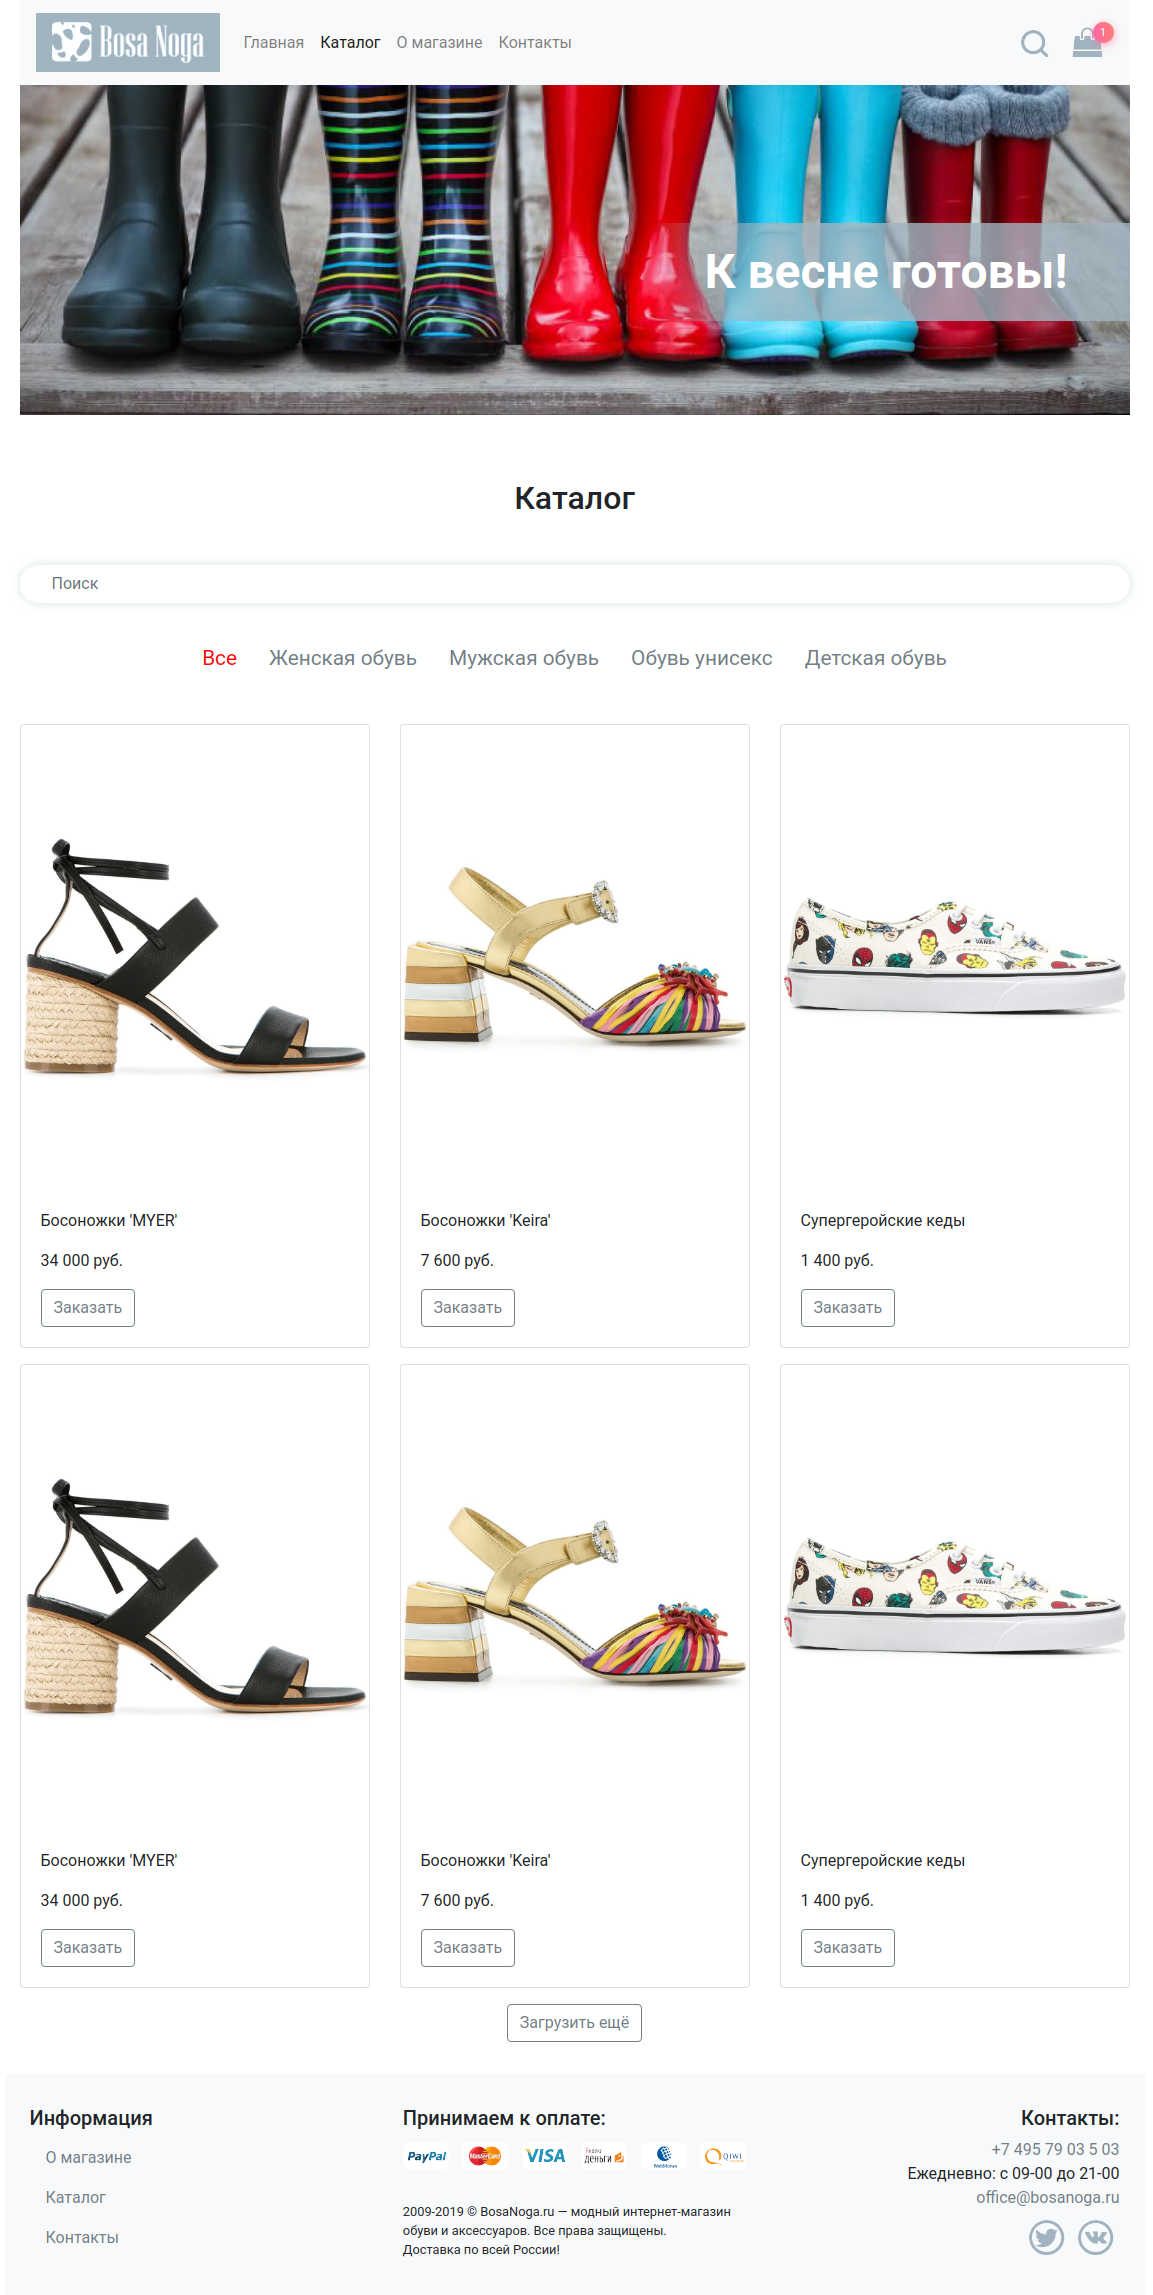 Bosa Noga
Главная Каталог О магазине Контакты
1
К весне готовы!
Каталог
Поиск
Все Женская обувь Мужская обувь Обувь унисекс Детская обувь
Босоножки 'MYER'
34 000 руб.
Заказать
Босоножки 'Keira'
7 600 руб.
Заказать
VANS
Супергеройские кеды
1 400 руб.
Заказать
Босоножки 'MYER'
34 000 руб.
Заказать
Босоножки 'Keira'
7 600 руб.
Заказать
VANS
Супергеройские кеды
1 400 руб.
Заказать
Загрузить ещё
Информация
О магазине
Каталог
Контакты
Принимаем к оплате:
PayPal MasterCard VISA Яндекс деньги WebMoney QIWI
2009-2019 © BosaNoga.ru — модный интернет-магазин
обуви и аксессуаров. Все права защищены.
Доставка по всей России!
Контакты:
+7 495 79 03 5 03
Ежедневно: с 09-00 до 21-00
office@bosanoga.ru